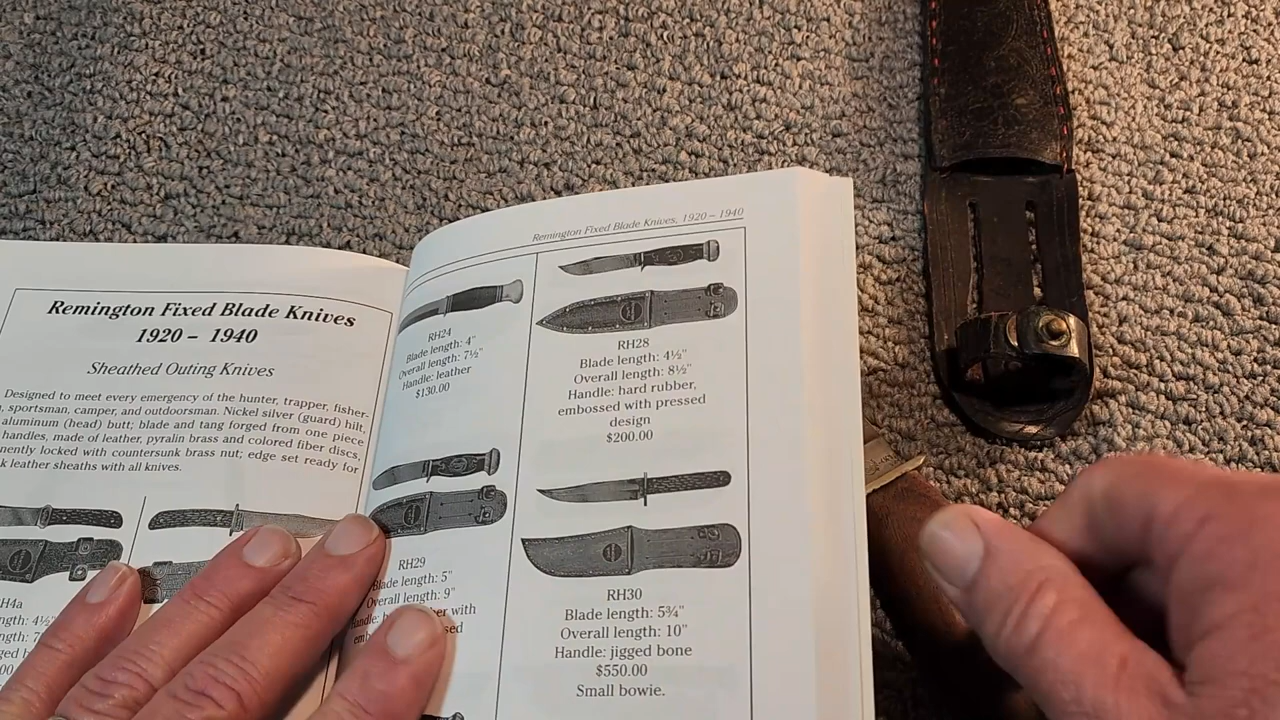 Remington Fixed Blade Knives
1920 – 1940
Sheathed Outing Knives
Designed to meet every emergency of the hunter, trapper, fisher-
, sportsman, camper, and outdoorsman. Nickel silver (guard) hilt,
aluminum (head) butt; blade and tang forged from one piece
handles, made of leather, pyralin brass and colored fiber discs,
nently locked with countersunk brass nut; edge set ready for
k leather sheaths with all knives.
Remington Fixed Blade Knives, 1920 – 1940
RH24
Blade length: 4"
Overall length: 7½"
Handle: leather
$130.00
RH29
Blade length: 5"
Overall length: 9"
Handle:
with
RH28
Blade length: 4½"
Overall length: 8½"
Handle: hard rubber,
embossed with pressed
design
$200.00
RH30
Blade length: 5¾"
Overall length: 10"
Handle: jigged bone
$550.00
Small bowie.